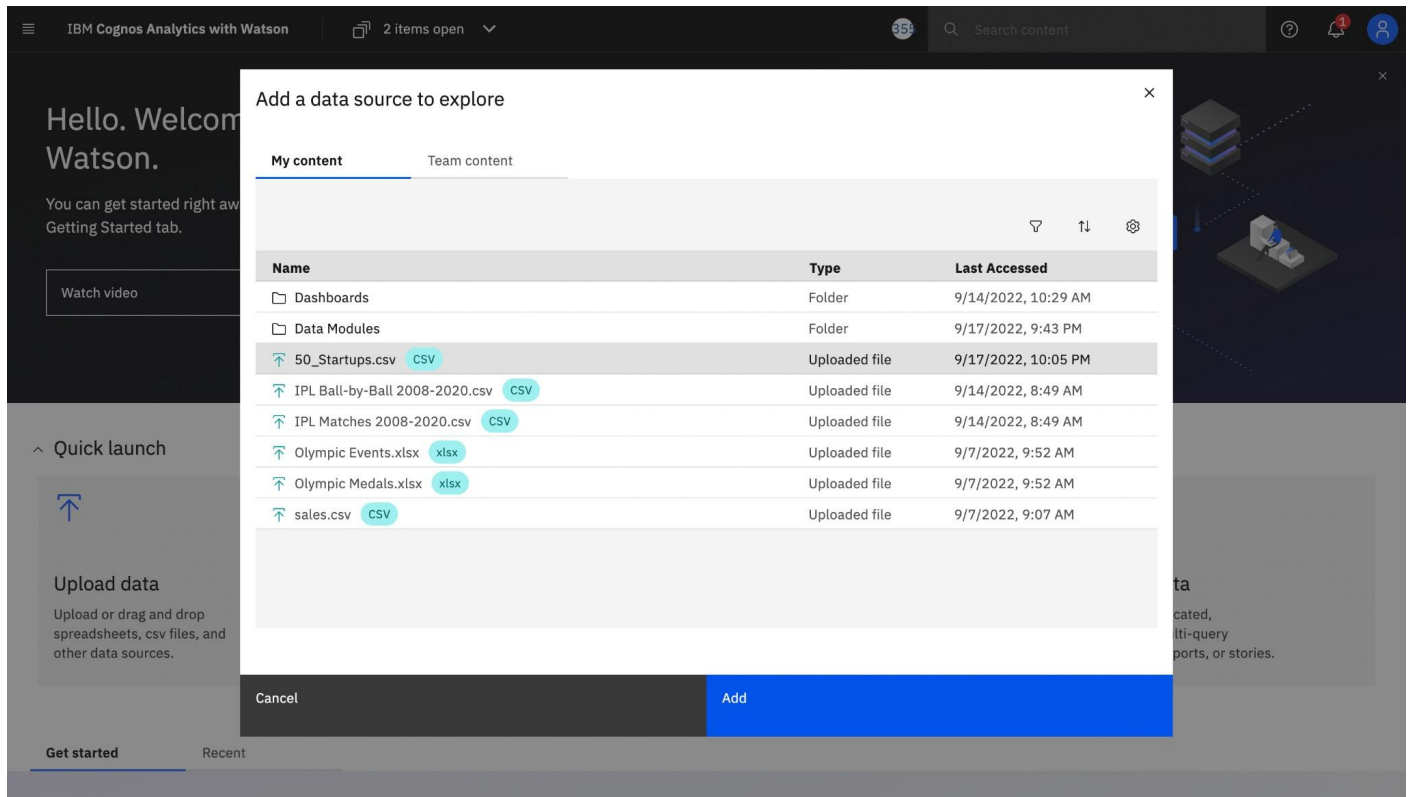 IBM Cognos Analytics with Watson
2 items open
Search content
1
Hello. Welcom
Watson.
You can get started right aw
Getting Started tab.
Watch video
Add a data source to explore
My content Team content
Name Type Last Accessed
Dashboards Folder 9/14/2022, 10:29 AM
Data Modules Folder 9/17/2022, 9:43 PM
50_Startups.csv CSV Uploaded file 9/17/2022, 10:05 PM
IPL Ball-by-Ball 2008-2020.csv CSV Uploaded file 9/14/2022, 8:49 AM
IPL Matches 2008-2020.csv CSV Uploaded file 9/14/2022, 8:49 AM
Olympic Events.xlsx xlsx Uploaded file 9/7/2022, 9:52 AM
Olympic Medals.xlsx xlsx Uploaded file 9/7/2022, 9:52 AM
sales.csv CSV Uploaded file 9/7/2022, 9:07 AM
Cancel Add
Quick launch
Upload data
Upload or drag and drop
spreadsheets, csv files, and
other data sources.
ta
cated,
lti-query
ports, or stories.
Get started Recent